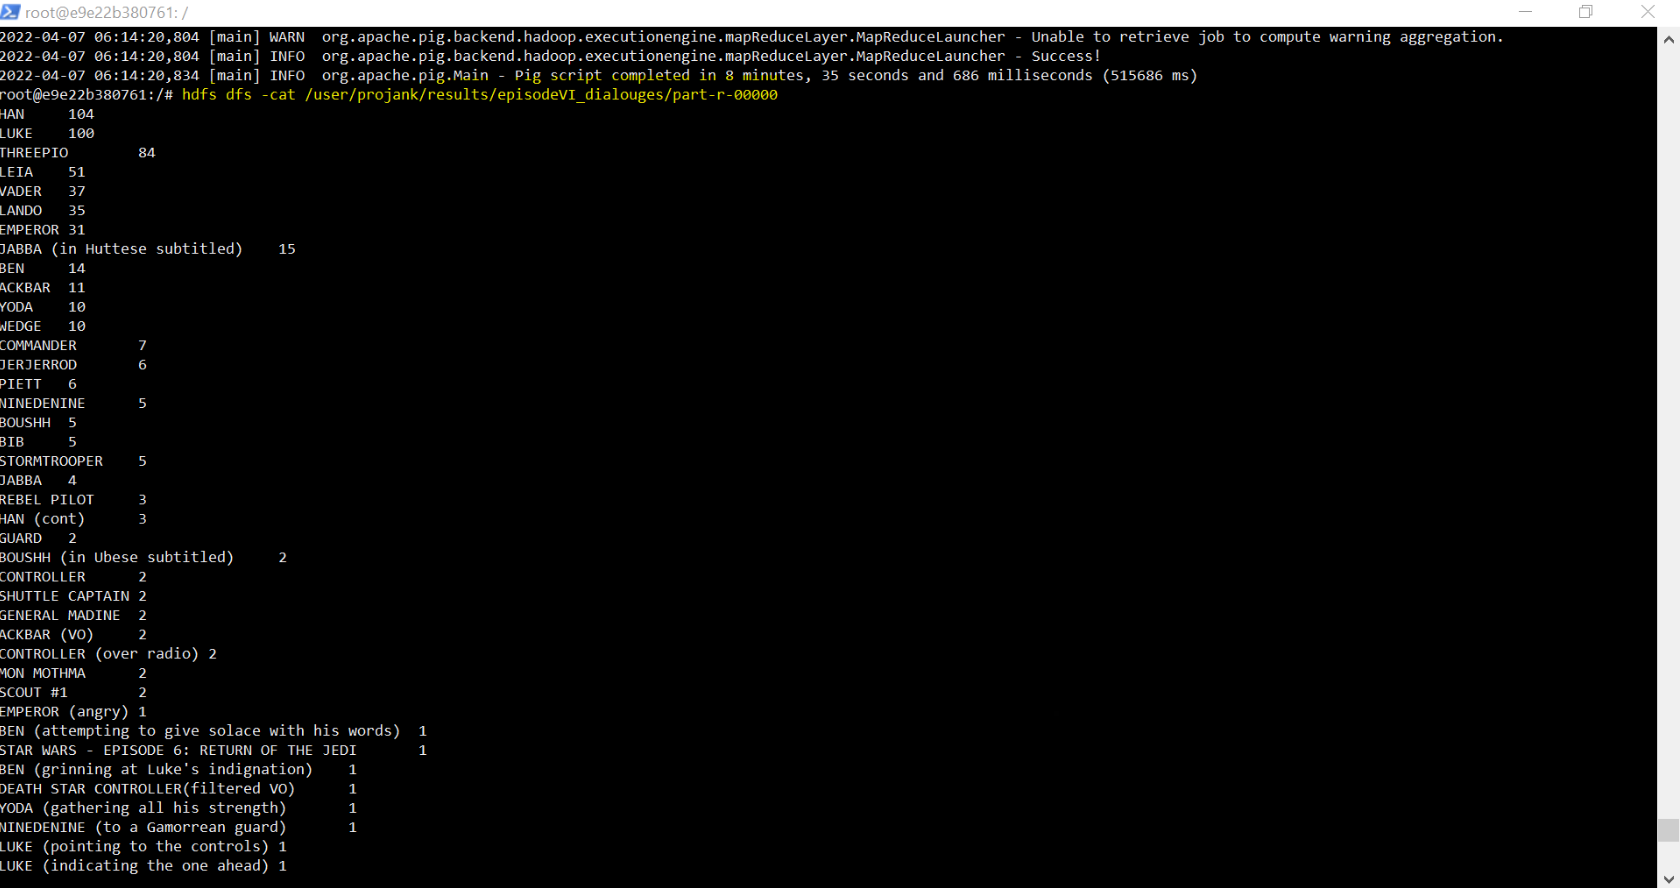 root@e9e22b380761: /
2022-04-07 06:14:20,804 [main] WARN  org.apache.pig.backend.hadoop.executionengine.mapReduceLayer.MapReduceLauncher - Unable to retrieve job to compute warning aggregation.
2022-04-07 06:14:20,804 [main] INFO  org.apache.pig.backend.hadoop.executionengine.mapReduceLayer.MapReduceLauncher - Success!
2022-04-07 06:14:20,834 [main] INFO  org.apache.pig.Main - Pig script completed in 8 minutes, 35 seconds and 686 milliseconds (515686 ms)
root@e9e22b380761:/# hdfs dfs -cat /user/projank/results/episodeVI_dialouges/part-r-00000
HAN     104
LUKE    100
THREEPIO        84
LEIA    51
VADER   37
LANDO   35
EMPEROR 31
JABBA (in Huttese subtitled)    15
BEN     14
ACKBAR  11
YODA    10
WEDGE   10
COMMANDER       7
JERJERROD       6
PIETT   6
NINEDENINE      5
BOUSHH  5
BIB     5
STORMTROOPER    5
JABBA   4
REBEL PILOT     3
HAN (cont)      3
GUARD   2
BOUSHH (in Ubese subtitled)     2
CONTROLLER      2
SHUTTLE CAPTAIN 2
GENERAL MADINE  2
ACKBAR (VO)     2
CONTROLLER (over radio) 2
MON MOTHMA      2
SCOUT #1        2
EMPEROR (angry) 1
BEN (attempting to give solace with his words)  1
STAR WARS - EPISODE 6: RETURN OF THE JEDI       1
BEN (grinning at Luke's indignation)    1
DEATH STAR CONTROLLER(filtered VO)      1
YODA (gathering all his strength)       1
NINEDENINE (to a Gamorrean guard)       1
LUKE (pointing to the controls) 1
LUKE (indicating the one ahead) 1